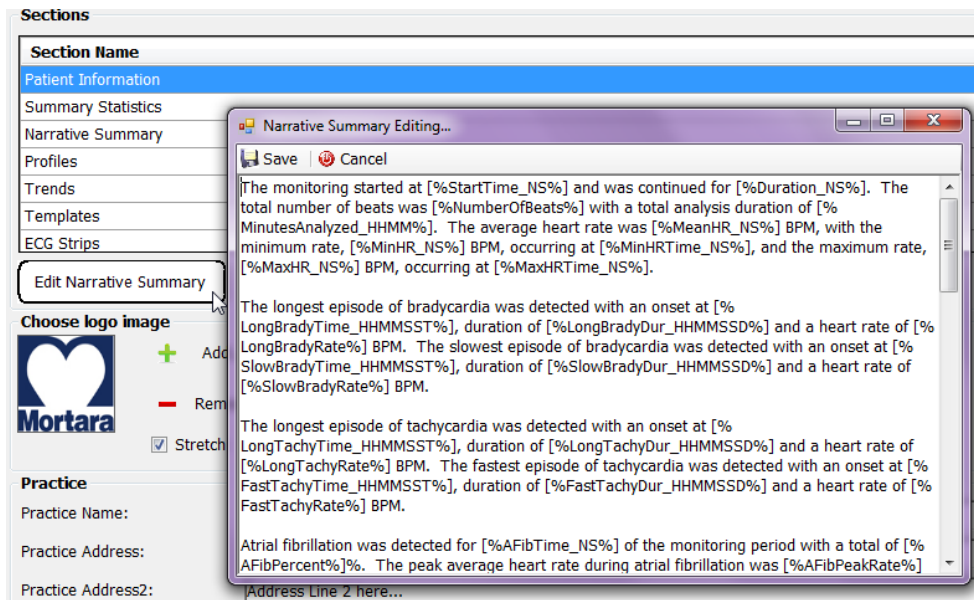 Sections
Section Name
Patient Information
Summary Statistics
Narrative Summary
Profiles
Trends
Templates
ECG Strips
Edit Narrative Summary
Choose logo image
Mortara
Add
Rem
Stretch
Practice
Practice Name:
Practice Address:
Practice Address2:
Address Line 2 here...
Narrative Summary Editing...
Save
Cancel
The monitoring started at [%StartTime_NS%] and was continued for [%Duration_NS%].  The
total number of beats was [%NumberOfBeats%] with a total analysis duration of [%
MinutesAnalyzed_HHMM%].  The average heart rate was [%MeanHR_NS%] BPM, with the
minimum rate, [%MinHR_NS%] BPM, occurring at [%MinHRTime_NS%], and the maximum rate,
[%MaxHR_NS%] BPM, occurring at [%MaxHRTime_NS%].
The longest episode of bradycardia was detected with an onset at [%
LongBradyTime_HHMMSST%], duration of [%LongBradyDur_HHMMSSD%] and a heart rate of [%
LongBradyRate%] BPM.  The slowest episode of bradycardia was detected with an onset at [%
SlowBradyTime_HHMMSST%], duration of [%SlowBradyDur_HHMMSSD%] and a heart rate of
[%SlowBradyRate%] BPM.
The longest episode of tachycardia was detected with an onset at [%
LongTachyTime_HHMMSST%], duration of [%LongTachyDur_HHMMSSD%] and a heart rate of
[%LongTachyRate%] BPM.  The fastest episode of tachycardia was detected with an onset at [%
FastTachyTime_HHMMSST%], duration of [%FastTachyDur_HHMMSSD%] and a heart rate of [%
FastTachyRate%] BPM.
Atrial fibrillation was detected for [%AFibTime_NS%] of the monitoring period with a total of [%
AFibPercent%]%.  The peak average heart rate during atrial fibrillation was [%AFibPeakRate%]